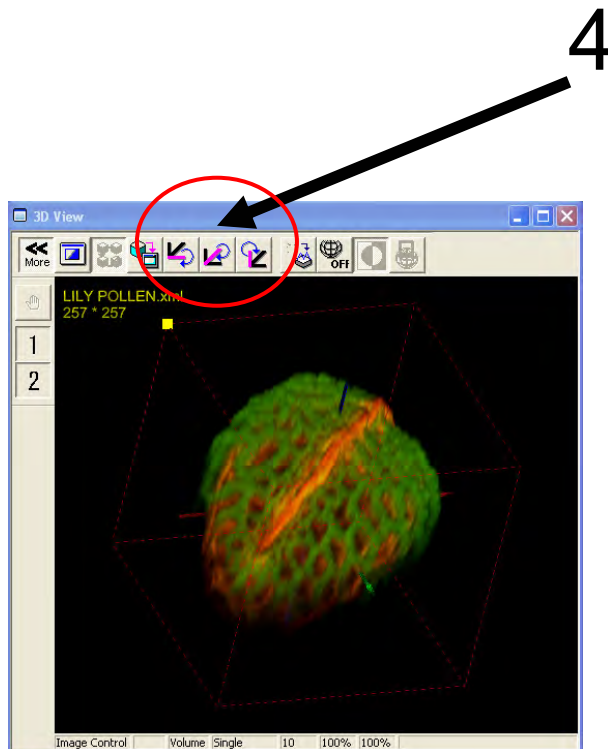 4
3D View
More
OFF
LILY POLLEN.xml
257 * 257
1
2
Image Control Volume Single 10 100% 100%